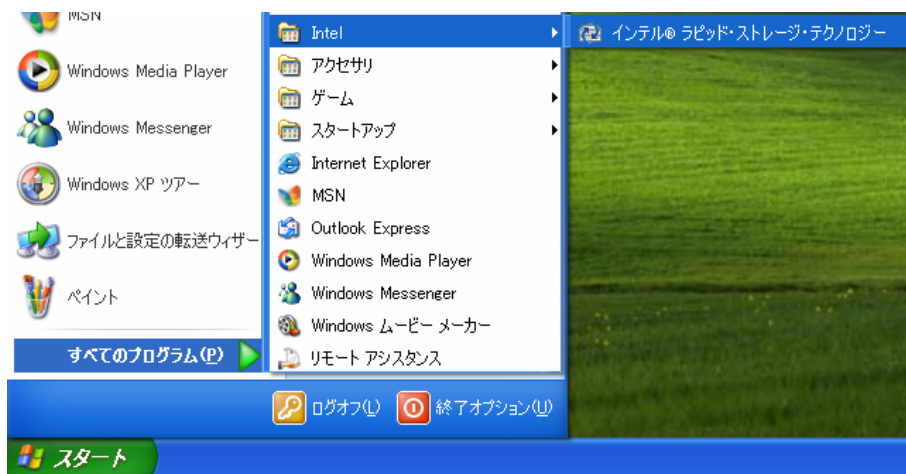 MSN
Windows Media Player
Windows Messenger
Windows XP ツアー
ファイルと設定の転送ウィザー
ペイント
すべてのプログラム(P)
Intel
アクセサリ
ゲーム
スタートアップ
Internet Explorer
MSN
Outlook Express
Windows Media Player
Windows Messenger
Windows ムービー メーカー
リモート アシスタンス
インテル® ラピッド・ストレージ・テクノロジー
ログオフ(L)
終了オプション(U)
スタート